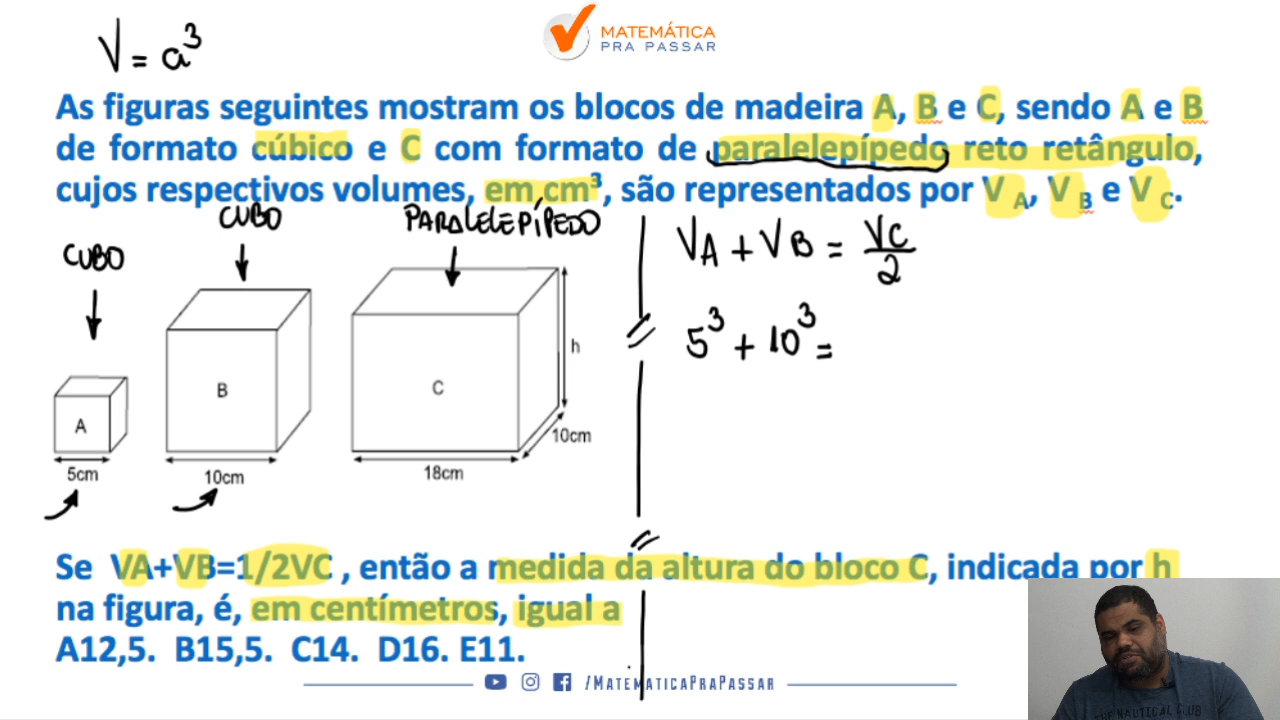 V = a³
MATEMÁTICA
PRA PASSAR
As figuras seguintes mostram os blocos de madeira A, B e C, sendo A e B
de formato cúbico e C com formato de paralelepípedo reto retângulo,
cujos respectivos volumes, em cm³, são representados por V A, V B e V C.
CUBO
CUBO
PARALELEPÍPEDO
VA + VB = VC/2
5³ + 10³ =
A
B
C
h
5cm
10cm
18cm
10cm
Se VA+VB=1/2VC , então a medida da altura do bloco C, indicada por h
na figura, é, em centímetros, igual a
A12,5. B15,5. C14. D16. E11.
/MatematicaPraPassar